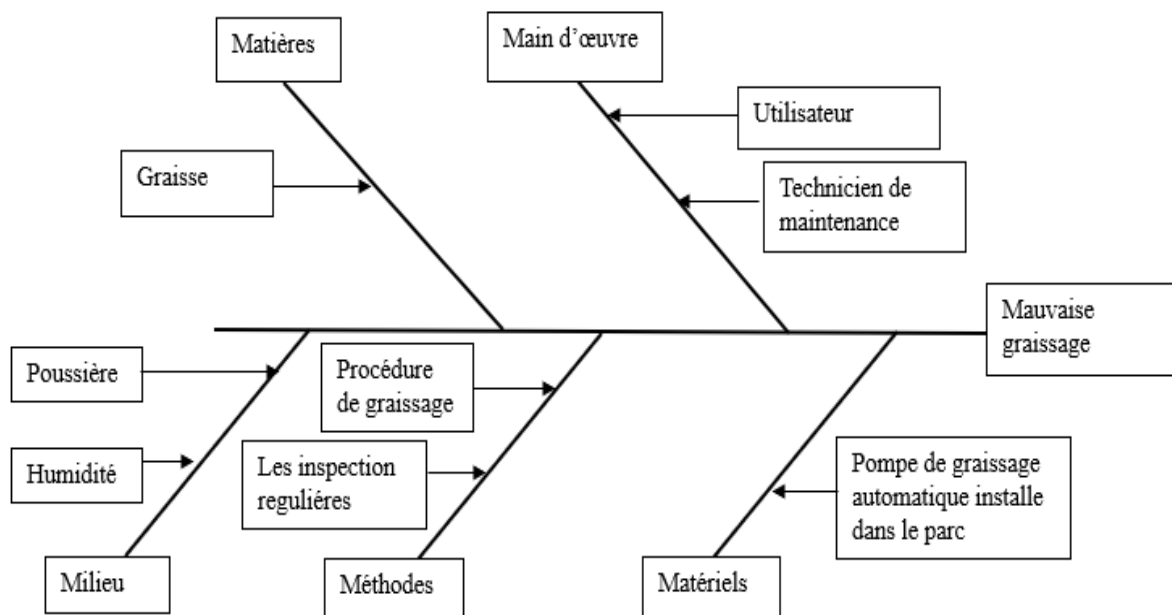 Matières
Main d’œuvre
Utilisateur
Graisse
Technicien de
maintenance
Mauvaise
graissage
Poussière
Procédure
de graissage
Humidité
Les inspection
reguliéres
Pompe de graissage
automatique installe
dans le parc
Milieu
Méthodes
Matériels